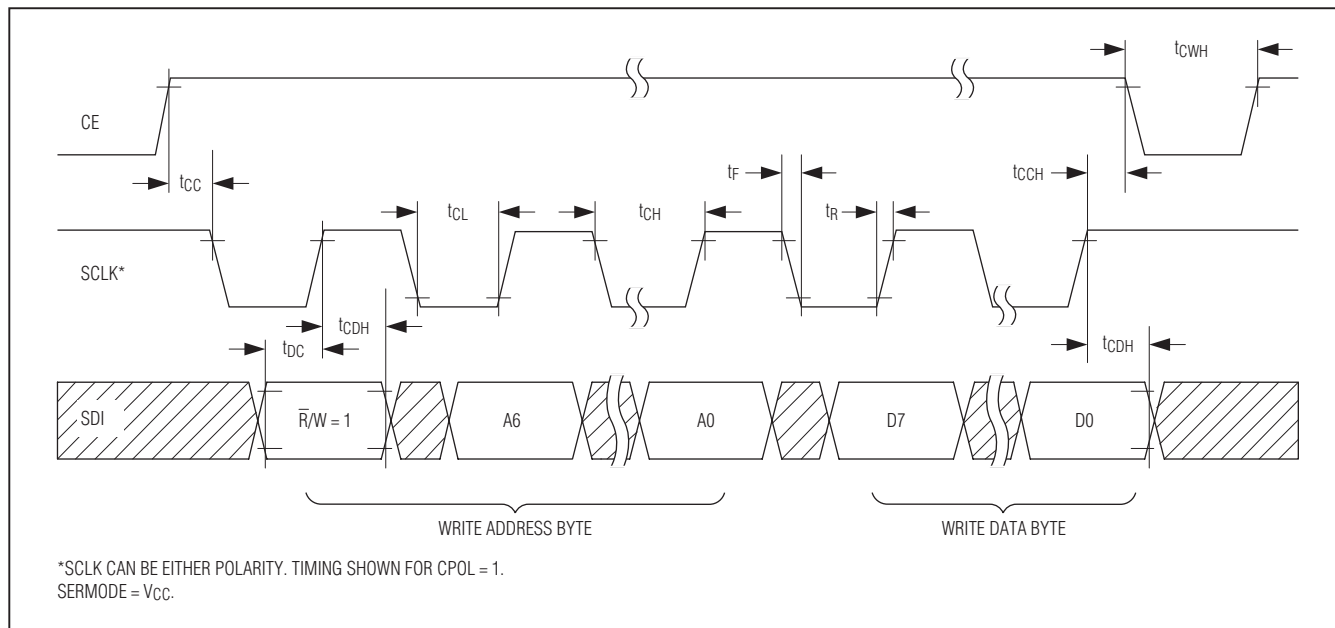 tCWH
CE
tCC
tCL
tCH
tF
tR
tCCH
SCLK*
tCDH
tDC
tCDH
SDI
R̅/W = 1
A6
A0
D7
D0
WRITE ADDRESS BYTE
WRITE DATA BYTE
*SCLK CAN BE EITHER POLARITY. TIMING SHOWN FOR CPOL = 1.
SERMODE = VCC.